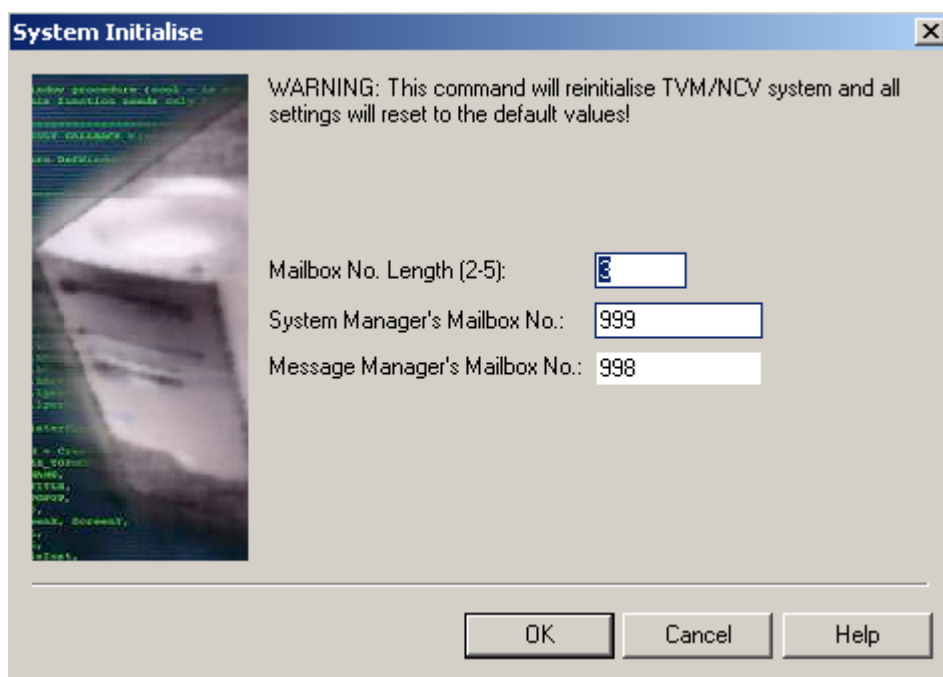 System Initialise
WARNING: This command will reinitialise TVM/NCV system and all
settings will reset to the default values!
Mailbox No. Length (2-5): 3
System Manager's Mailbox No.: 999
Message Manager's Mailbox No.: 998
OK Cancel Help